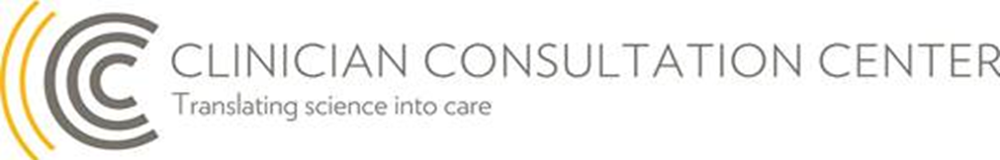 CLINICIAN CONSULTATION CENTER
Translating science into care